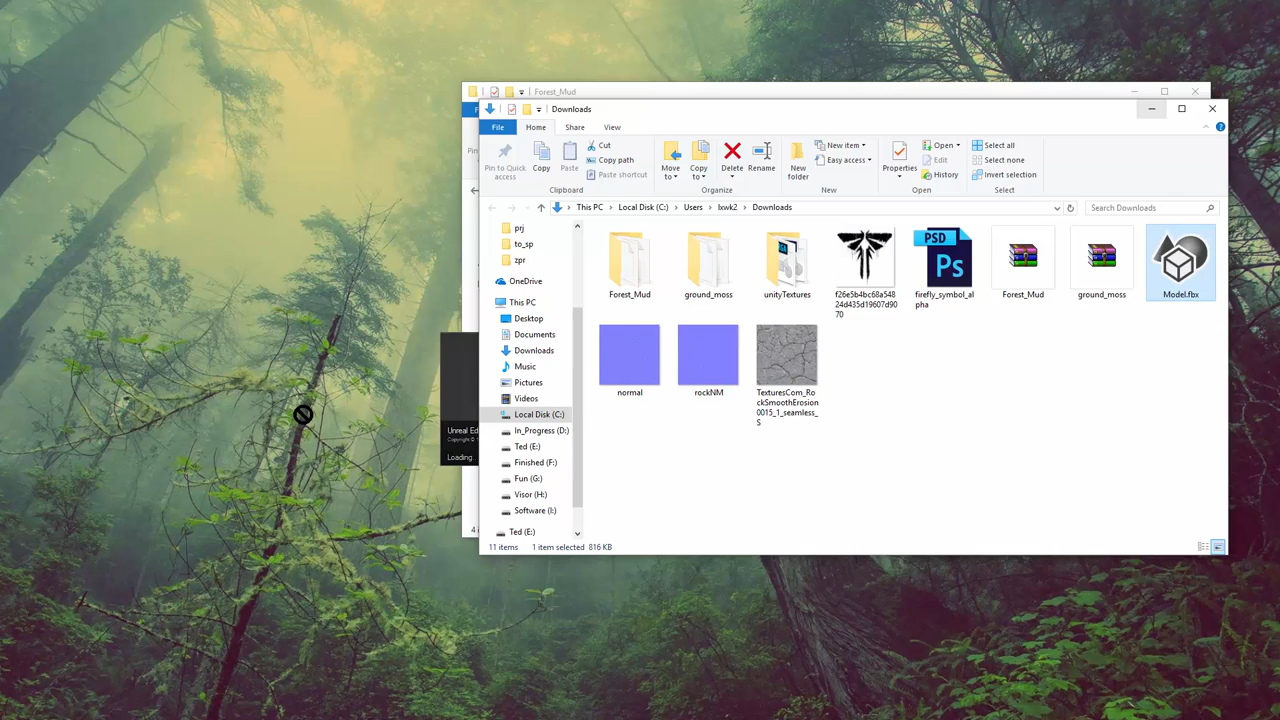 Forest_Mud
Downloads
File
Home
Share
View
Pin to Quick
access
Copy
Paste
Cut
Copy path
Paste shortcut
Clipboard
Move
to
Copy
to
Delete
Rename
Organize
New
folder
New item
Easy access
New
Properties
Open
Edit
History
Open
Select all
Select none
Invert selection
Select
This PC
Local Disk (C:)
Users
lxwk2
Downloads
Search Downloads
prj
to_sp
zpr
OneDrive
This PC
Desktop
Documents
Downloads
Music
Pictures
Videos
Local Disk (C:)
In_Progress (D:)
Ted (E:)
Finished (F:)
Fun (G:)
Visor (H:)
Software (I:)
Ted (E:)
Forest_Mud
ground_moss
unityTextures
f26e5b4bc68a548
24d435d19607d90
70
PSD
Ps
firefly_symbol_al
pha
Forest_Mud
ground_moss
Model.fbx
normal
rockNM
TexturesCom_Ro
ckSmoothErosion
0015_1_seamless_
S
Unreal Ed
Copyright ©
Loading
11 items
1 item selected
816 KB